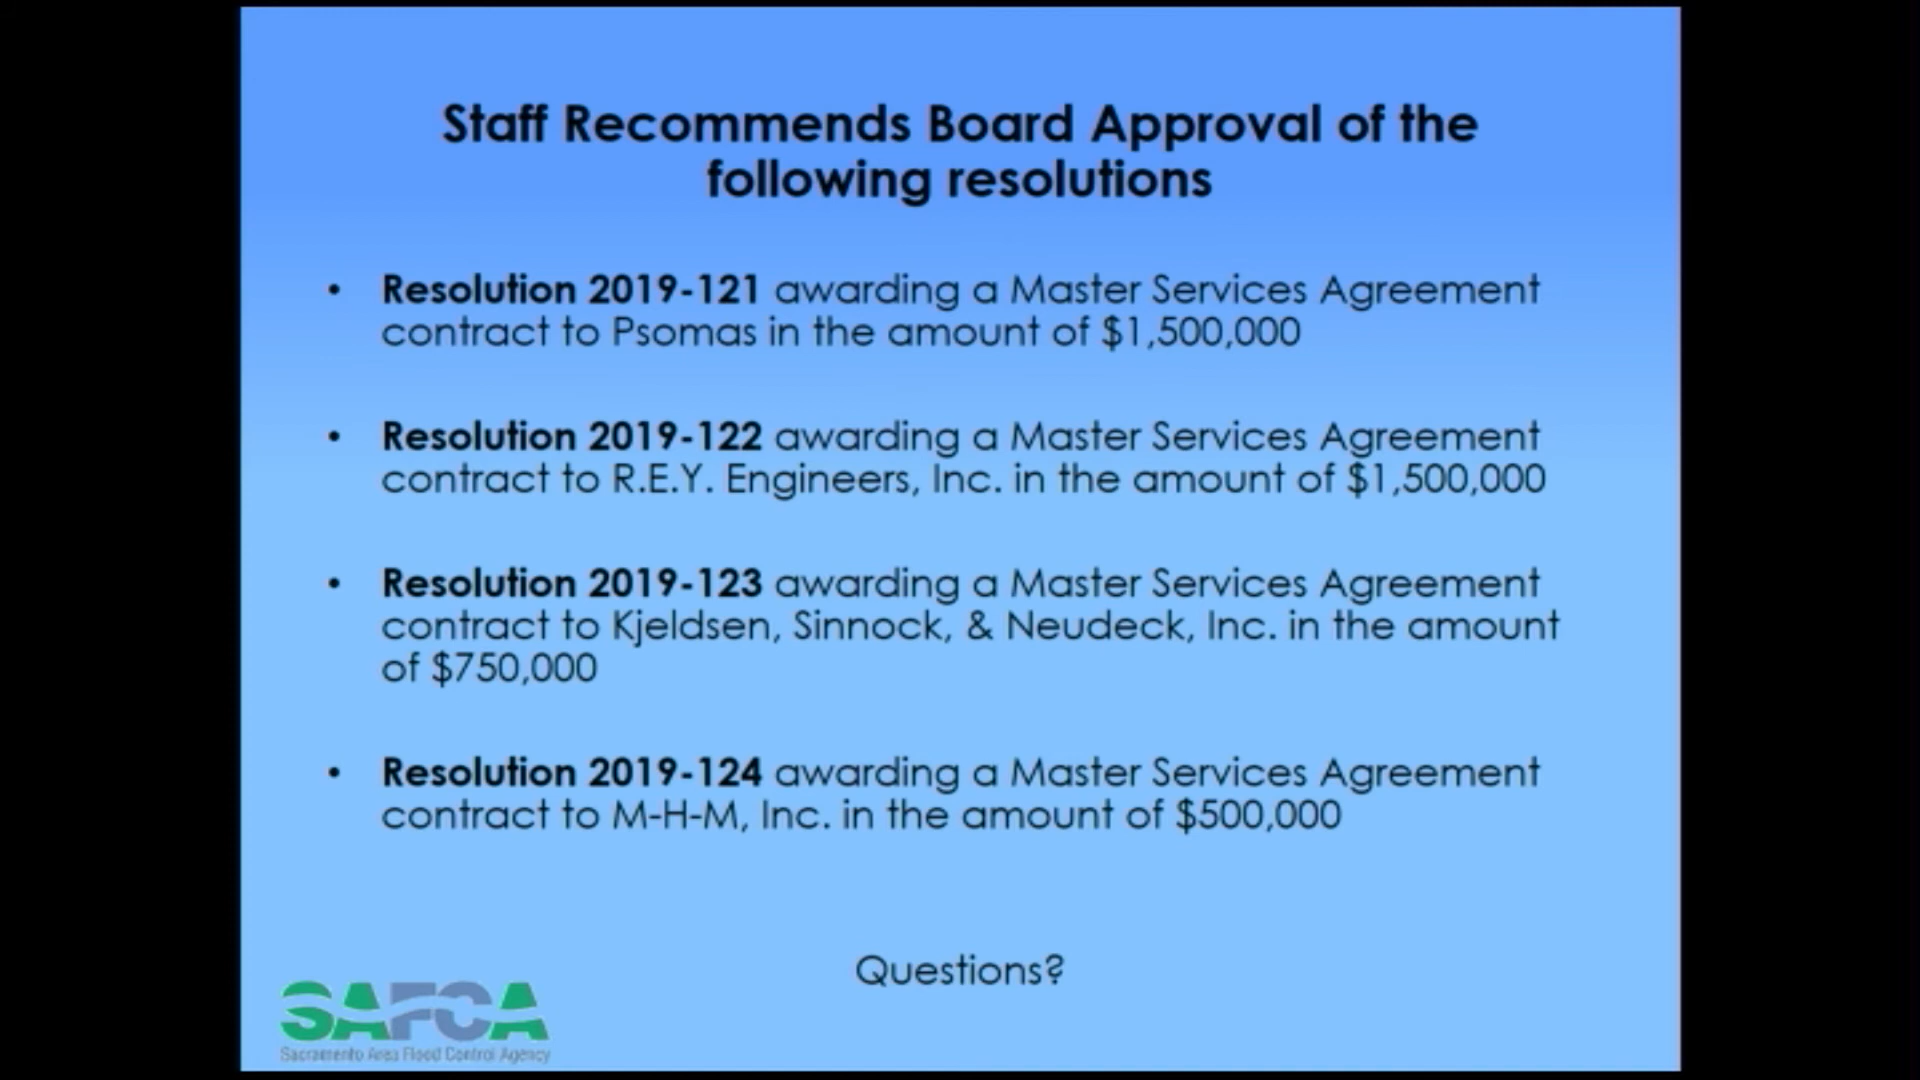 Staff Recommends Board Approval of the
following resolutions
• Resolution 2019-121 awarding a Master Services Agreement
contract to Psomas in the amount of $1,500,000
• Resolution 2019-122 awarding a Master Services Agreement
contract to R.E.Y. Engineers, Inc. in the amount of $1,500,000
• Resolution 2019-123 awarding a Master Services Agreement
contract to Kjeldsen, Sinnock, & Neudeck, Inc. in the amount
of $750,000
• Resolution 2019-124 awarding a Master Services Agreement
contract to M-H-M, Inc. in the amount of $500,000
Questions?
SAFCA
Sacramento Area Flood Control Agency